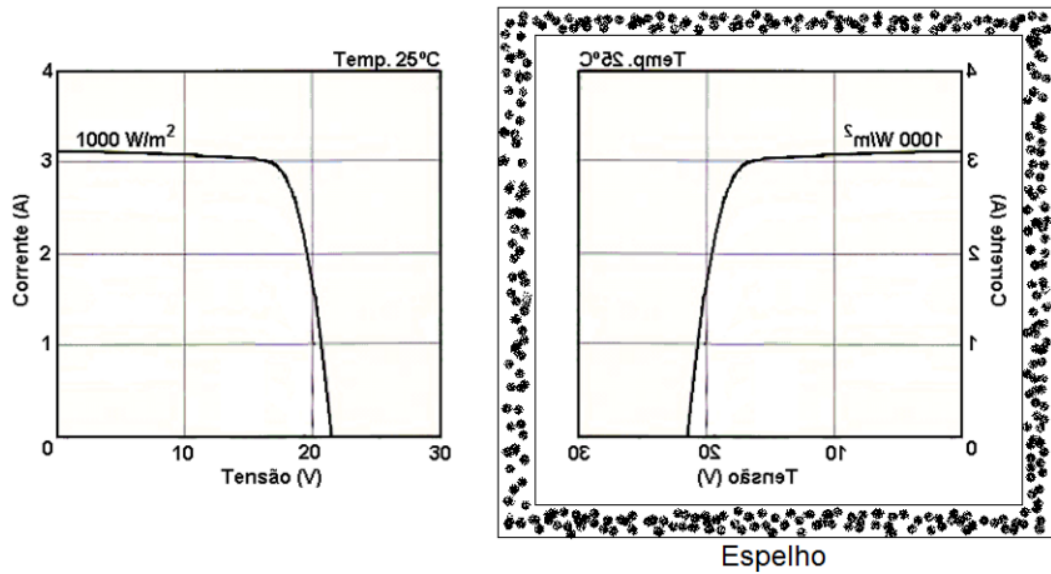 Temp. 25ºC
4
1000 W/m²
3
2
1
0
10
20
30
Corrente (A)
Tensão (V)
Temp. 25ºC
4
1000 W/m²
3
2
1
30
20
10
0
Corrente (A)
Tensão (V)
Espelho